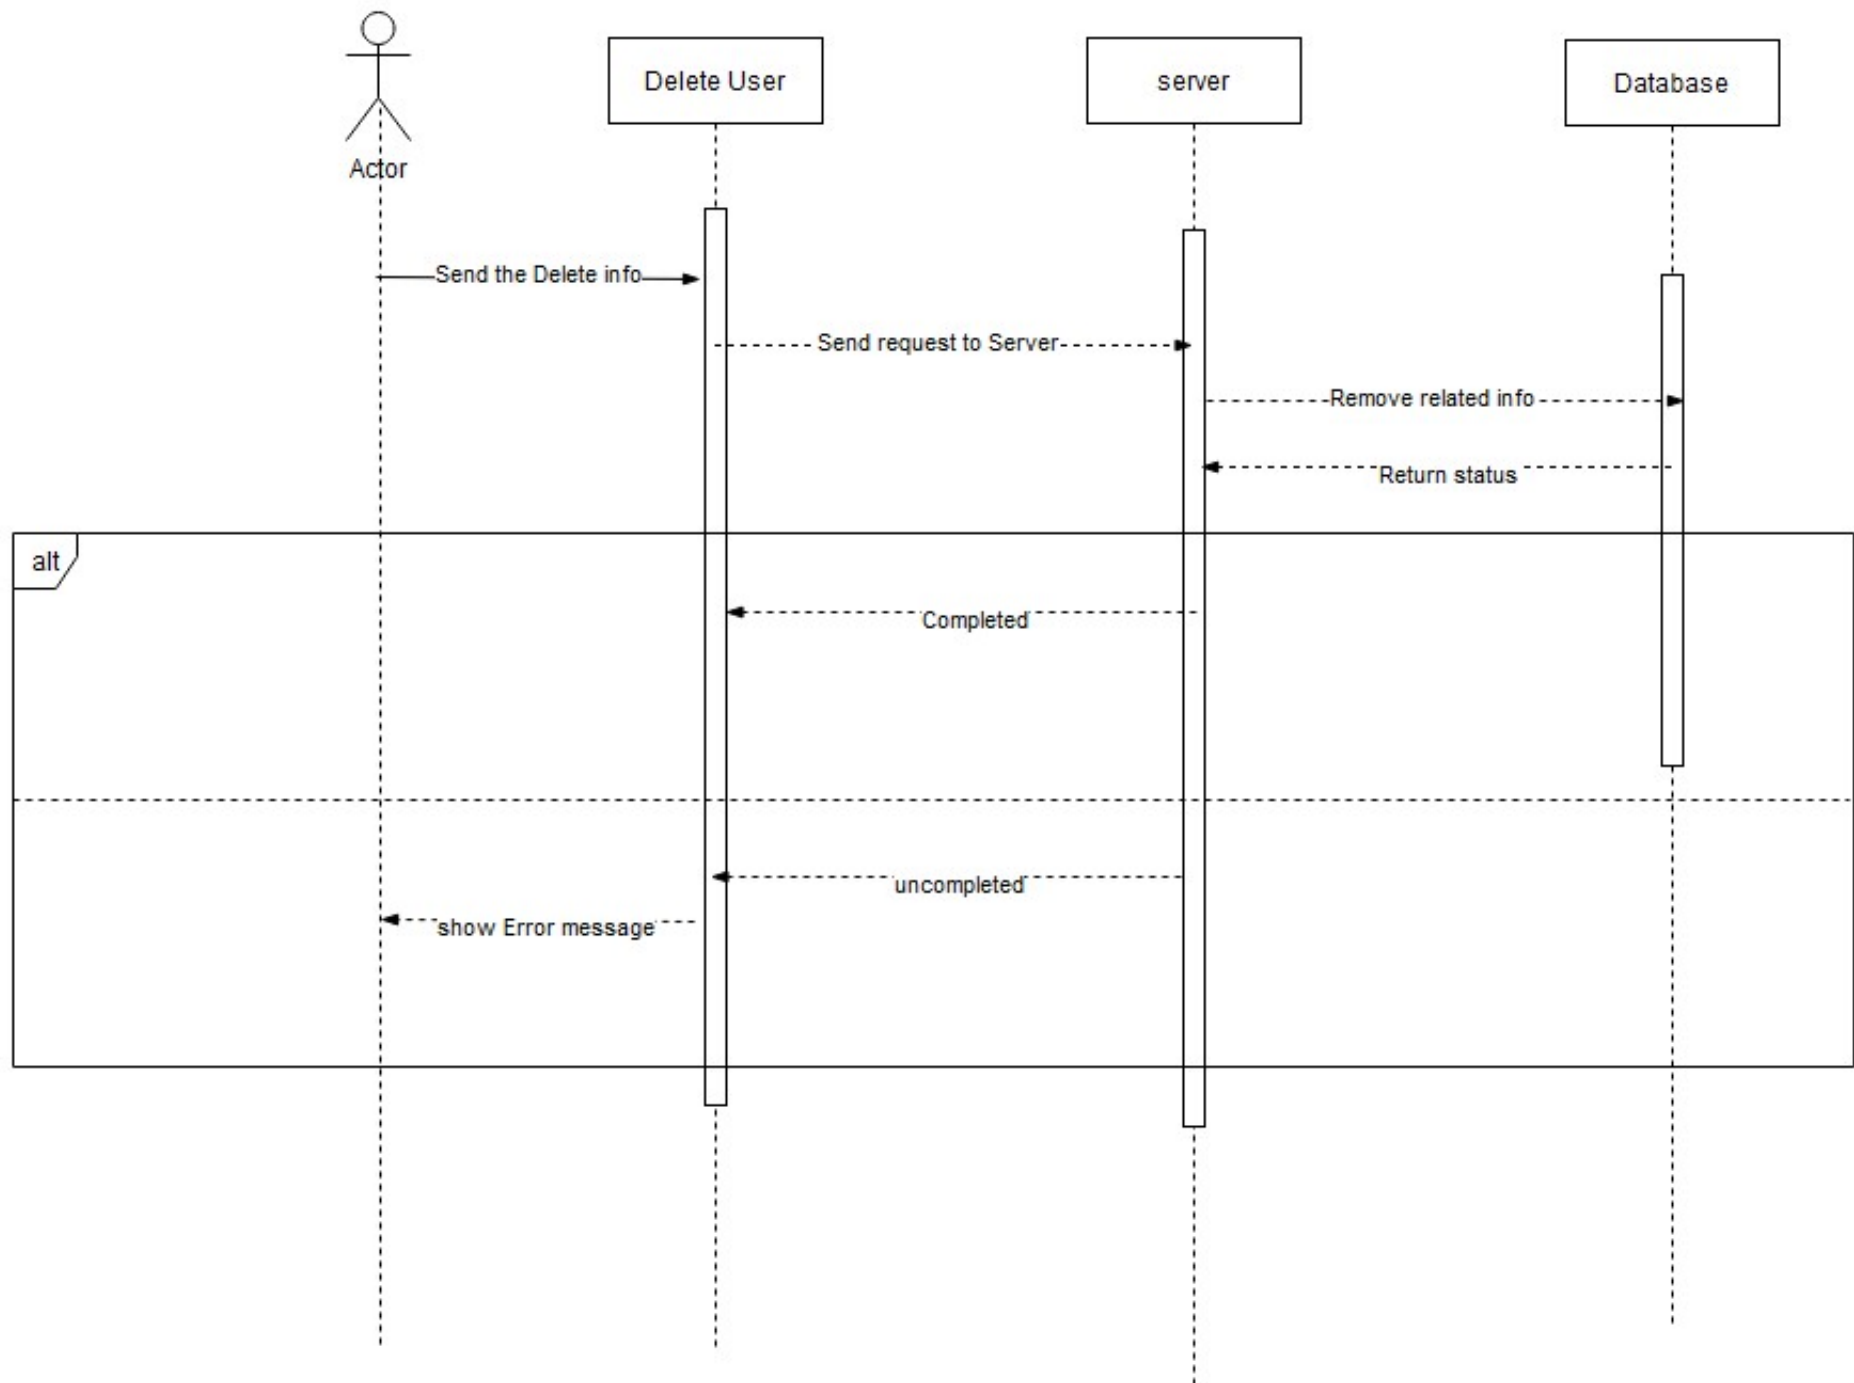 Delete User
server
Database
Actor
Send the Delete info
Send request to Server
Remove related info
Return status
alt
Completed
uncompleted
show Error message